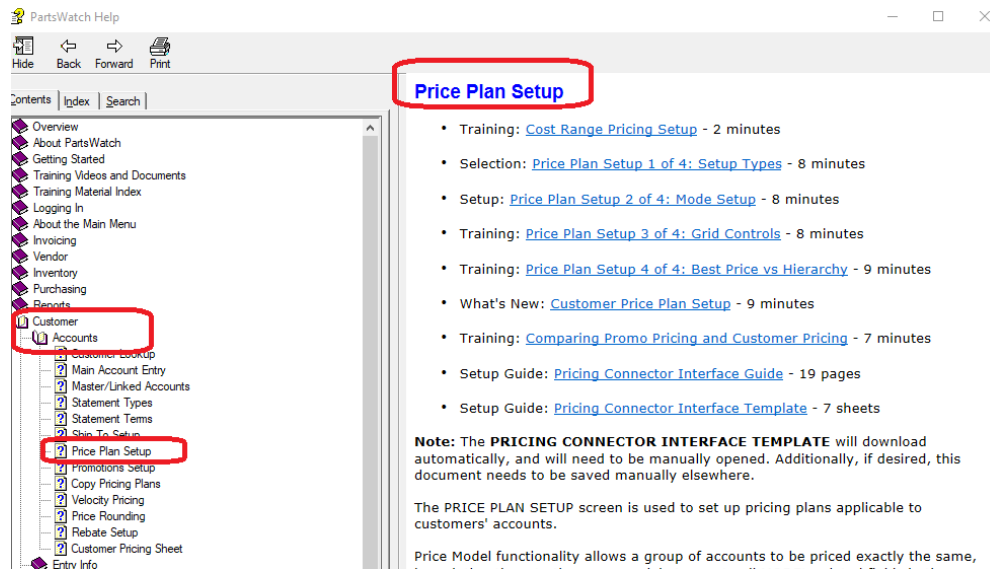 PartsWatch Help
Hide Back Forward Print
Contents Index Search
Overview
About PartsWatch
Getting Started
Training Videos and Documents
Training Material Index
Logging In
About the Main Menu
Invoicing
Vendor
Inventory
Purchasing
Reports
Customer
Accounts
Customer Lookup
Main Account Entry
Master/Linked Accounts
Statement Types
Statement Terms
Ship To Setup
Price Plan Setup
Promotions Setup
Copy Pricing Plans
Velocity Pricing
Price Rounding
Rebate Setup
Customer Pricing Sheet
Entry Info
Price Plan Setup
• Training: Cost Range Pricing Setup - 2 minutes
• Selection: Price Plan Setup 1 of 4: Setup Types - 8 minutes
• Setup: Price Plan Setup 2 of 4: Mode Setup - 8 minutes
• Training: Price Plan Setup 3 of 4: Grid Controls - 8 minutes
• Training: Price Plan Setup 4 of 4: Best Price vs Hierarchy - 9 minutes
• What's New: Customer Price Plan Setup - 9 minutes
• Training: Comparing Promo Pricing and Customer Pricing - 7 minutes
• Setup Guide: Pricing Connector Interface Guide - 19 pages
• Setup Guide: Pricing Connector Interface Template - 7 sheets
Note: The PRICING CONNECTOR INTERFACE TEMPLATE will download
automatically, and will need to be manually opened. Additionally, if desired, this
document needs to be saved manually elsewhere.
The PRICE PLAN SETUP screen is used to set up pricing plans applicable to
customers' accounts.
Price Model functionality allows a group of accounts to be priced exactly the same,